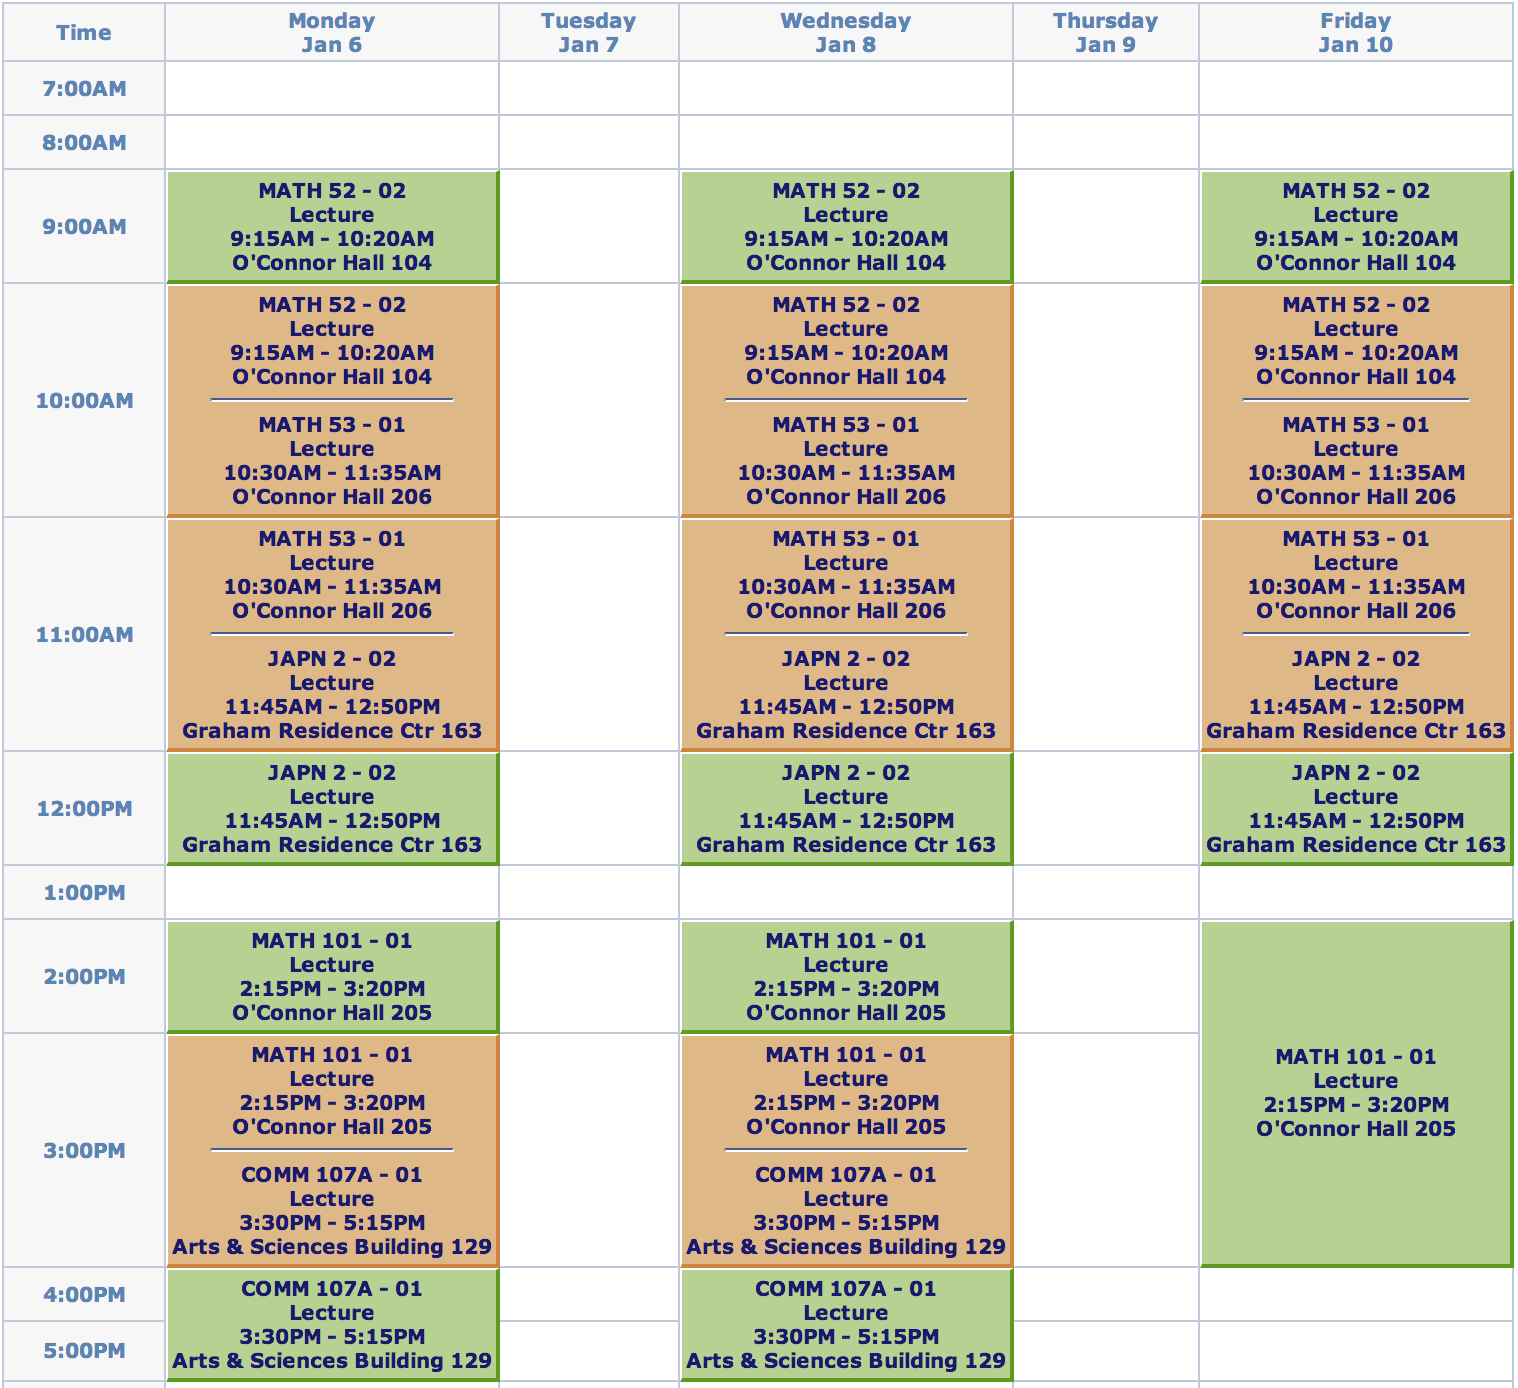 Time
Monday
Jan 6
Tuesday
Jan 7
Wednesday
Jan 8
Thursday
Jan 9
Friday
Jan 10
7:00AM
8:00AM
9:00AM
MATH 52 - 02
Lecture
9:15AM - 10:20AM
O'Connor Hall 104
MATH 52 - 02
Lecture
9:15AM - 10:20AM
O'Connor Hall 104
MATH 52 - 02
Lecture
9:15AM - 10:20AM
O'Connor Hall 104
10:00AM
MATH 52 - 02
Lecture
9:15AM - 10:20AM
O'Connor Hall 104
MATH 53 - 01
Lecture
10:30AM - 11:35AM
O'Connor Hall 206
MATH 52 - 02
Lecture
9:15AM - 10:20AM
O'Connor Hall 104
MATH 53 - 01
Lecture
10:30AM - 11:35AM
O'Connor Hall 206
MATH 52 - 02
Lecture
9:15AM - 10:20AM
O'Connor Hall 104
MATH 53 - 01
Lecture
10:30AM - 11:35AM
O'Connor Hall 206
11:00AM
MATH 53 - 01
Lecture
10:30AM - 11:35AM
O'Connor Hall 206
JAPN 2 - 02
Lecture
11:45AM - 12:50PM
Graham Residence Ctr 163
MATH 53 - 01
Lecture
10:30AM - 11:35AM
O'Connor Hall 206
JAPN 2 - 02
Lecture
11:45AM - 12:50PM
Graham Residence Ctr 163
MATH 53 - 01
Lecture
10:30AM - 11:35AM
O'Connor Hall 206
JAPN 2 - 02
Lecture
11:45AM - 12:50PM
Graham Residence Ctr 163
12:00PM
JAPN 2 - 02
Lecture
11:45AM - 12:50PM
Graham Residence Ctr 163
JAPN 2 - 02
Lecture
11:45AM - 12:50PM
Graham Residence Ctr 163
JAPN 2 - 02
Lecture
11:45AM - 12:50PM
Graham Residence Ctr 163
1:00PM
2:00PM
MATH 101 - 01
Lecture
2:15PM - 3:20PM
O'Connor Hall 205
MATH 101 - 01
Lecture
2:15PM - 3:20PM
O'Connor Hall 205
MATH 101 - 01
Lecture
2:15PM - 3:20PM
O'Connor Hall 205
3:00PM
MATH 101 - 01
Lecture
2:15PM - 3:20PM
O'Connor Hall 205
COMM 107A - 01
Lecture
3:30PM - 5:15PM
Arts & Sciences Building 129
MATH 101 - 01
Lecture
2:15PM - 3:20PM
O'Connor Hall 205
COMM 107A - 01
Lecture
3:30PM - 5:15PM
Arts & Sciences Building 129
4:00PM
COMM 107A - 01
Lecture
3:30PM - 5:15PM
Arts & Sciences Building 129
COMM 107A - 01
Lecture
3:30PM - 5:15PM
Arts & Sciences Building 129
5:00PM